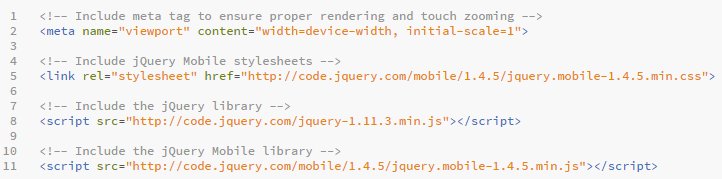 1 <!-- Include meta tag to ensure proper rendering and touch zooming -->
2 <meta name="viewport" content="width=device-width, initial-scale=1">
3
4 <!-- Include jQuery Mobile stylesheets -->
5 <link rel="stylesheet" href="http://code.jquery.com/mobile/1.4.5/jquery.mobile-1.4.5.min.css">
6
7 <!-- Include the jQuery library -->
8 <script src="http://code.jquery.com/jquery-1.11.3.min.js"></script>
9
10 <!-- Include the jQuery Mobile library -->
11 <script src="http://code.jquery.com/mobile/1.4.5/jquery.mobile-1.4.5.min.js"></script>